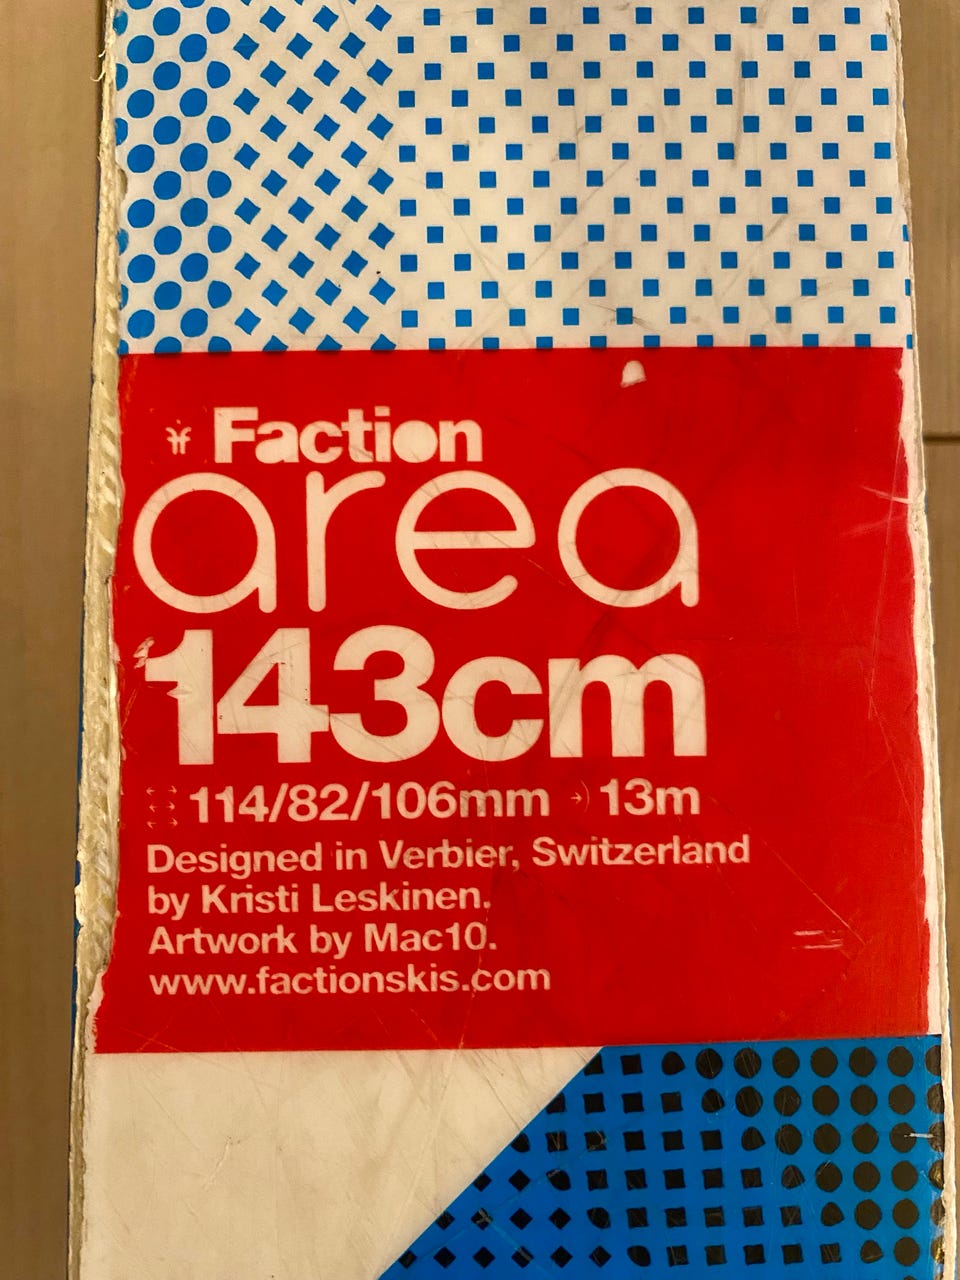 Faction
area
143cm
114/82/106mm 13m
Designed in Verbier, Switzerland
by Kristi Leskinen.
Artwork by Mac10.
www.factionskis.com